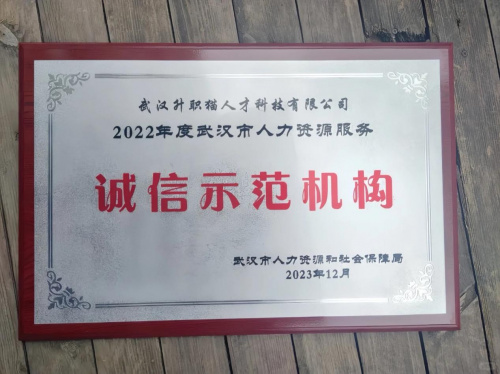 武汉升职猫人才科技有限公司
2022年度武汉市人力资源服务
诚信示范机构
武汉市人力资源和社会保障局
2023年12月